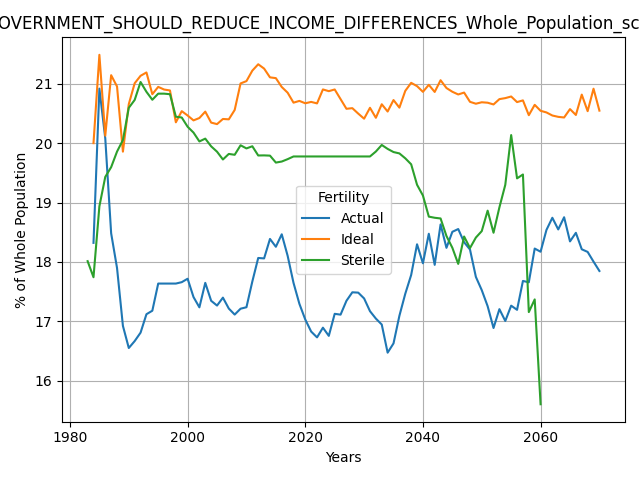 OVERNMENT_SHOULD_REDUCE_INCOME_DIFFERENCES_Whole_Population_sc
% of Whole Population
21
20
19
18
17
16
Fertility
Actual
Ideal
Sterile
1980
2000
2020
2040
2060
Years